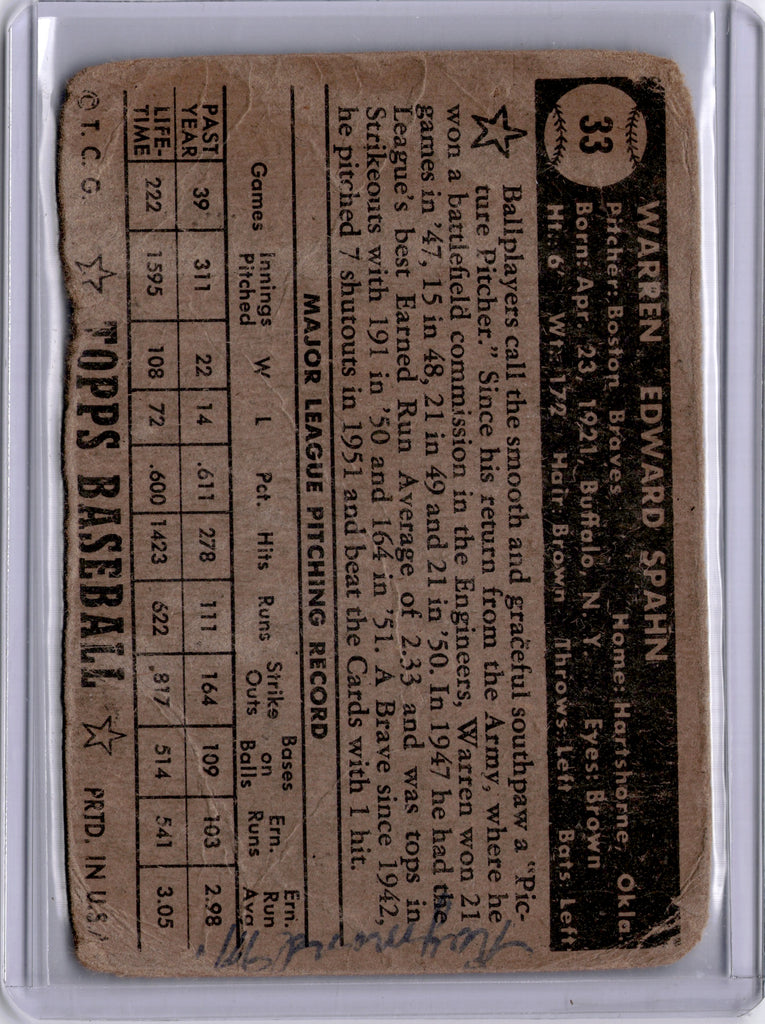 33
WARREN EDWARD SPAHN
Pitcher: Boston Braves Home: Hartshorne, Okla
Born: Apr. 23, 1921, Buffalo, N. Y. Eyes: Brown
Ht.: 6' Wt.: 172 Hair: Brown Throws: Left Bats: Left
Ballplayers call the smooth and graceful southpaw a "Pic-
ture Pitcher." Since his return from the Army, where he
won a battlefield commission in the Engineers, Warren won 21
games in '47, 15 in '48, 21 in '49 and 21 in '50. In 1947 he had the
League's best Earned Run Average of 2.33 and was tops in
Strikeouts with 191 in '50 and 164 in '51. A Brave since 1942,
he pitched 7 shutouts in 1951 and beat the Cards with 1 hit.
MAJOR LEAGUE PITCHING RECORD
Games Innings Pitched W L Pct. Hits Runs Strike Outs Bases on Balls Ern. Runs Ern. Run Avg
PAST YEAR 39 311 22 14 .611 278 111 164 109 103 2.98
LIFE-TIME 222 1595 108 72 .600 1423 622 817 514 541 3.05
© T. C. G. TOPPS BASEBALL PRTD. IN U.S.A